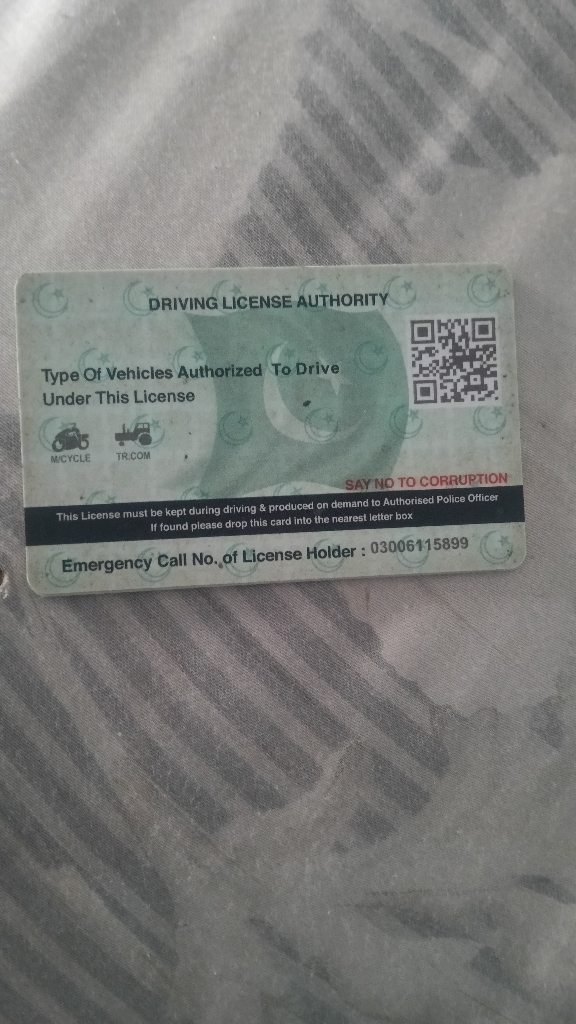 DRIVING LICENSE AUTHORITY
Type Of Vehicles Authorized To Drive
Under This License
M/CYCLE TR.COM
SAY NO TO CORRUPTION
This License must be kept during driving & produced on demand to Authorised Police Officer
If found please drop this card into the nearest letter box
Emergency Call No. of License Holder : 03006115899